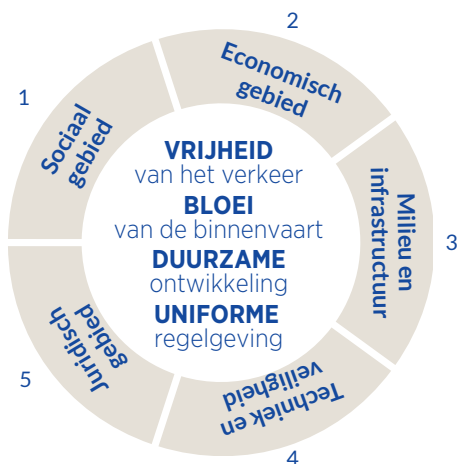 1
Sociaal
gebied
2
Economisch
gebied
3
Milieu en
infrastructuur
4
Techniek en
veiligheid
5
Juridisch
gebied
VRIJHEID
van het verkeer
BLOEI
van de binnenvaart
DUURZAME
ontwikkeling
UNIFORME
regelgeving